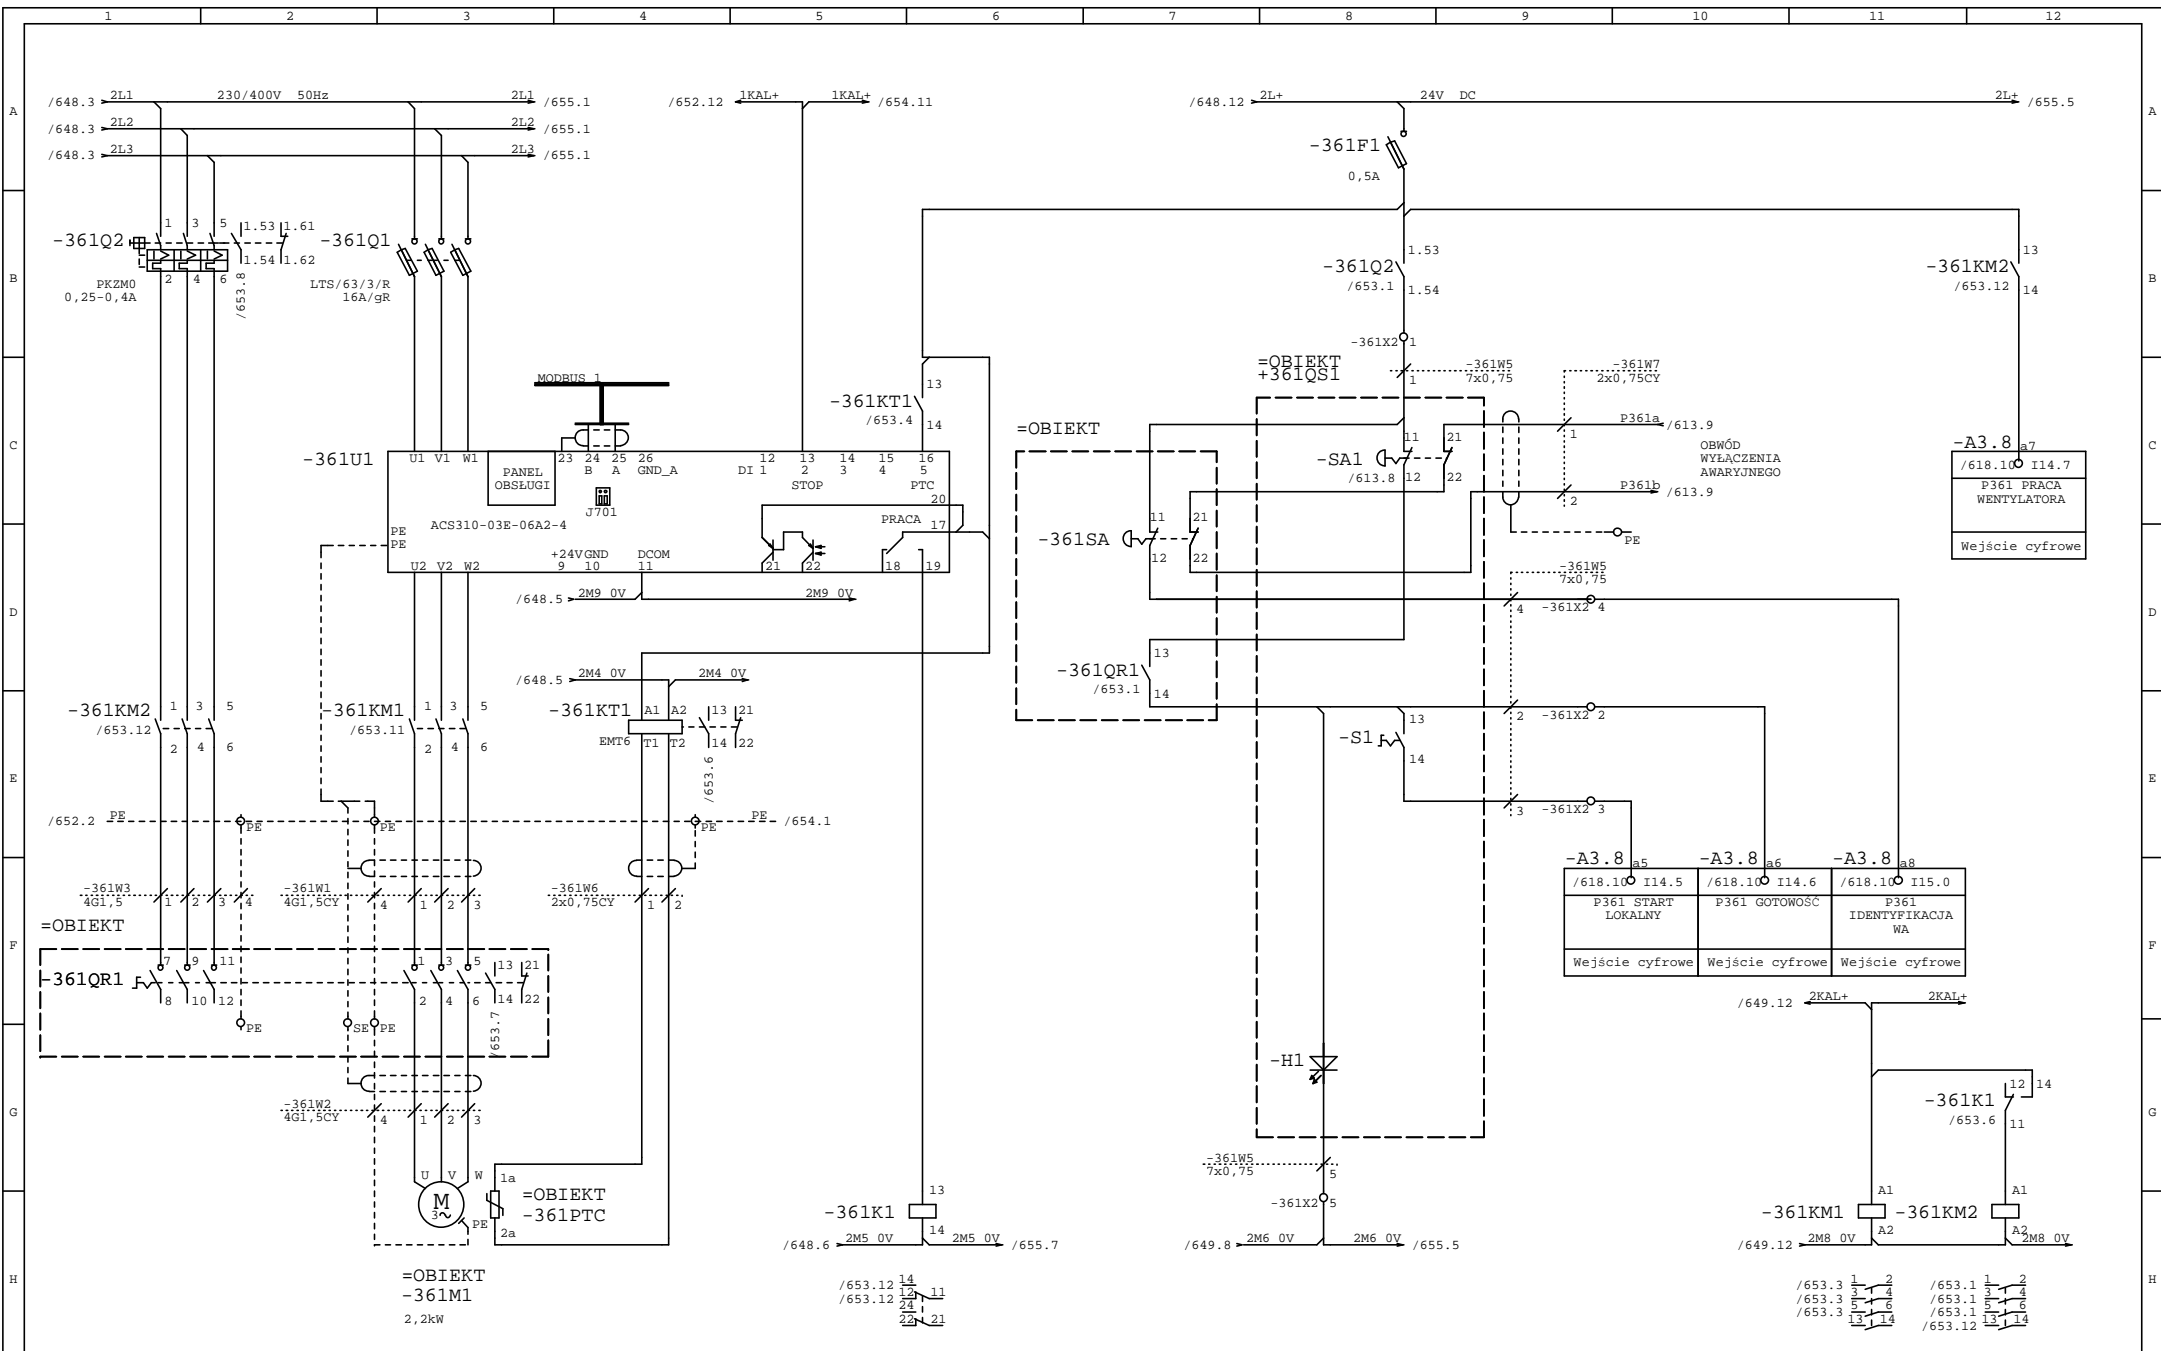 1 2 3 4 5 6 7 8 9 10 11 12
A A
B B
C C
D D
E E
F F
G G
H H
/648.3 2L1 230/400V 50Hz 2L1 /655.1
/648.3 2L2 2L2 /655.1
/648.3 2L3 2L3 /655.1
/652.12 1KAL+ 1KAL+ /654.11
/648.12 2L+ 24V DC 2L+ /655.5
-361F1
0,5A
-361Q2
1 3 5 1.53 1.61
2 4 6 1.54 1.62
PKZM0
0,25-0,4A
/653.8
-361Q1
LTS/63/3/R
16A/gR
-361Q2
/653.1
1.53
1.54
-361X2 1
-361KM2
/653.12
13
14
=OBIEKT
+361QS1
-361W5
7x0,75
1
-361W7
2x0,75CY
MODBUS 1
-361KT1
/653.4
13
14
=OBIEKT
-361U1
U1 V1 W1
PANEL
OBSŁUGI
23 24 25 26
B A GND_A
J701
DI
12 13 14 15 16
1 2 3 4 5
STOP PTC
20
PRACA 17
ACS310-03E-06A2-4
PE
PE
+24V GND DCOM
9 10 11
21 22 18 19
U2 V2 W2
-SA1
/613.8
11 21
12 22
P361a /613.9
1
OBWÓD
WYŁĄCZENIA
AWARYJNEGO
P361b /613.9
2
PE
-A3.8 a7
/618.10 I14.7
P361 PRACA
WENTYLATORA
Wejście cyfrowe
-361SA
11 21
12 22
-361W5
7x0,75
4 -361X2 4
/648.5 2M9 0V 2M9 0V
-361QR1
/653.1
13
14
/648.5 2M4 0V 2M4 0V
-361KM2
/653.12
1 3 5
2 4 6
-361KM1
/653.11
1 3 5
2 4 6
-361KT1
EMT6
A1 A2
T1 T2
13 21
14 22
/653.6
2 -361X2 2
-S1
13
14
3 -361X2 3
/652.2 PE PE /654.1
PE PE PE
-361W3
4G1,5
1 2 3 4
-361W1
4G1,5CY
4 1 2 3
-361W6
2x0,75CY
1 2
-A3.8 a5 -A3.8 a6 -A3.8 a8
/618.10 I14.5 /618.10 I14.6 /618.10 I15.0
P361 START
LOKALNY
P361 GOTOWOŚĆ
P361
IDENTYFIKACJA
WA
Wejście cyfrowe Wejście cyfrowe Wejście cyfrowe
=OBIEKT
-361QR1
7 9 11
8 10 12
1 3 5
2 4 6
13 21
14 22
/653.7
PE SE PE
/649.12 2KAL+ 2KAL+
-H1
-361K1
/653.6
12 14
11
-361W2
4G1,5CY
4 1 2 3
-361W5
7x0,75
5
-361X2 5
U V W
M
3~
PE
1a
2a
=OBIEKT
-361PTC
-361K1
13
14
-361KM1
A1
A2
-361KM2
A1
A2
/648.6 2M5 0V 2M5 0V /655.7
/649.8 2M6 0V 2M6 0V /655.5
/649.12 2M8 0V 2M8 0V
=OBIEKT
-361M1
2,2kW
/653.12 14
/653.12 12 11
24
22 21
/653.3 1 2
/653.3 3 4
/653.3 5 6
13 14
/653.1 1 2
/653.1 3 4
/653.1 5 6
/653.12 13 14